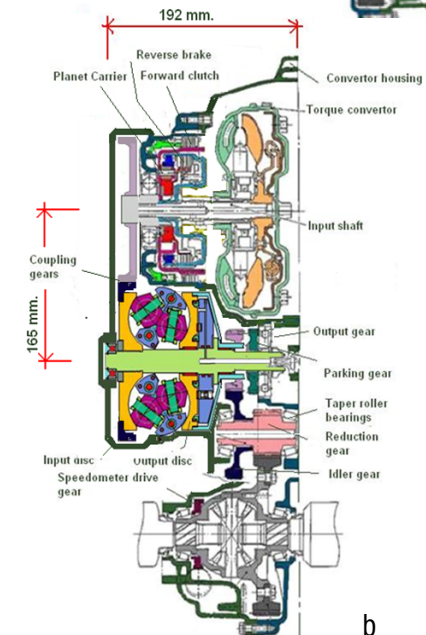 192 mm.
Reverse brake
Planet Carrier
Forward clutch
Convertor housing
Torque convertor
Input shaft
Coupling
gears
165 mm.
Output gear
Parking gear
Taper roller
bearings
Reduction
gear
Input disc
Output disc
Idler gear
Speedometer drive
gear
b